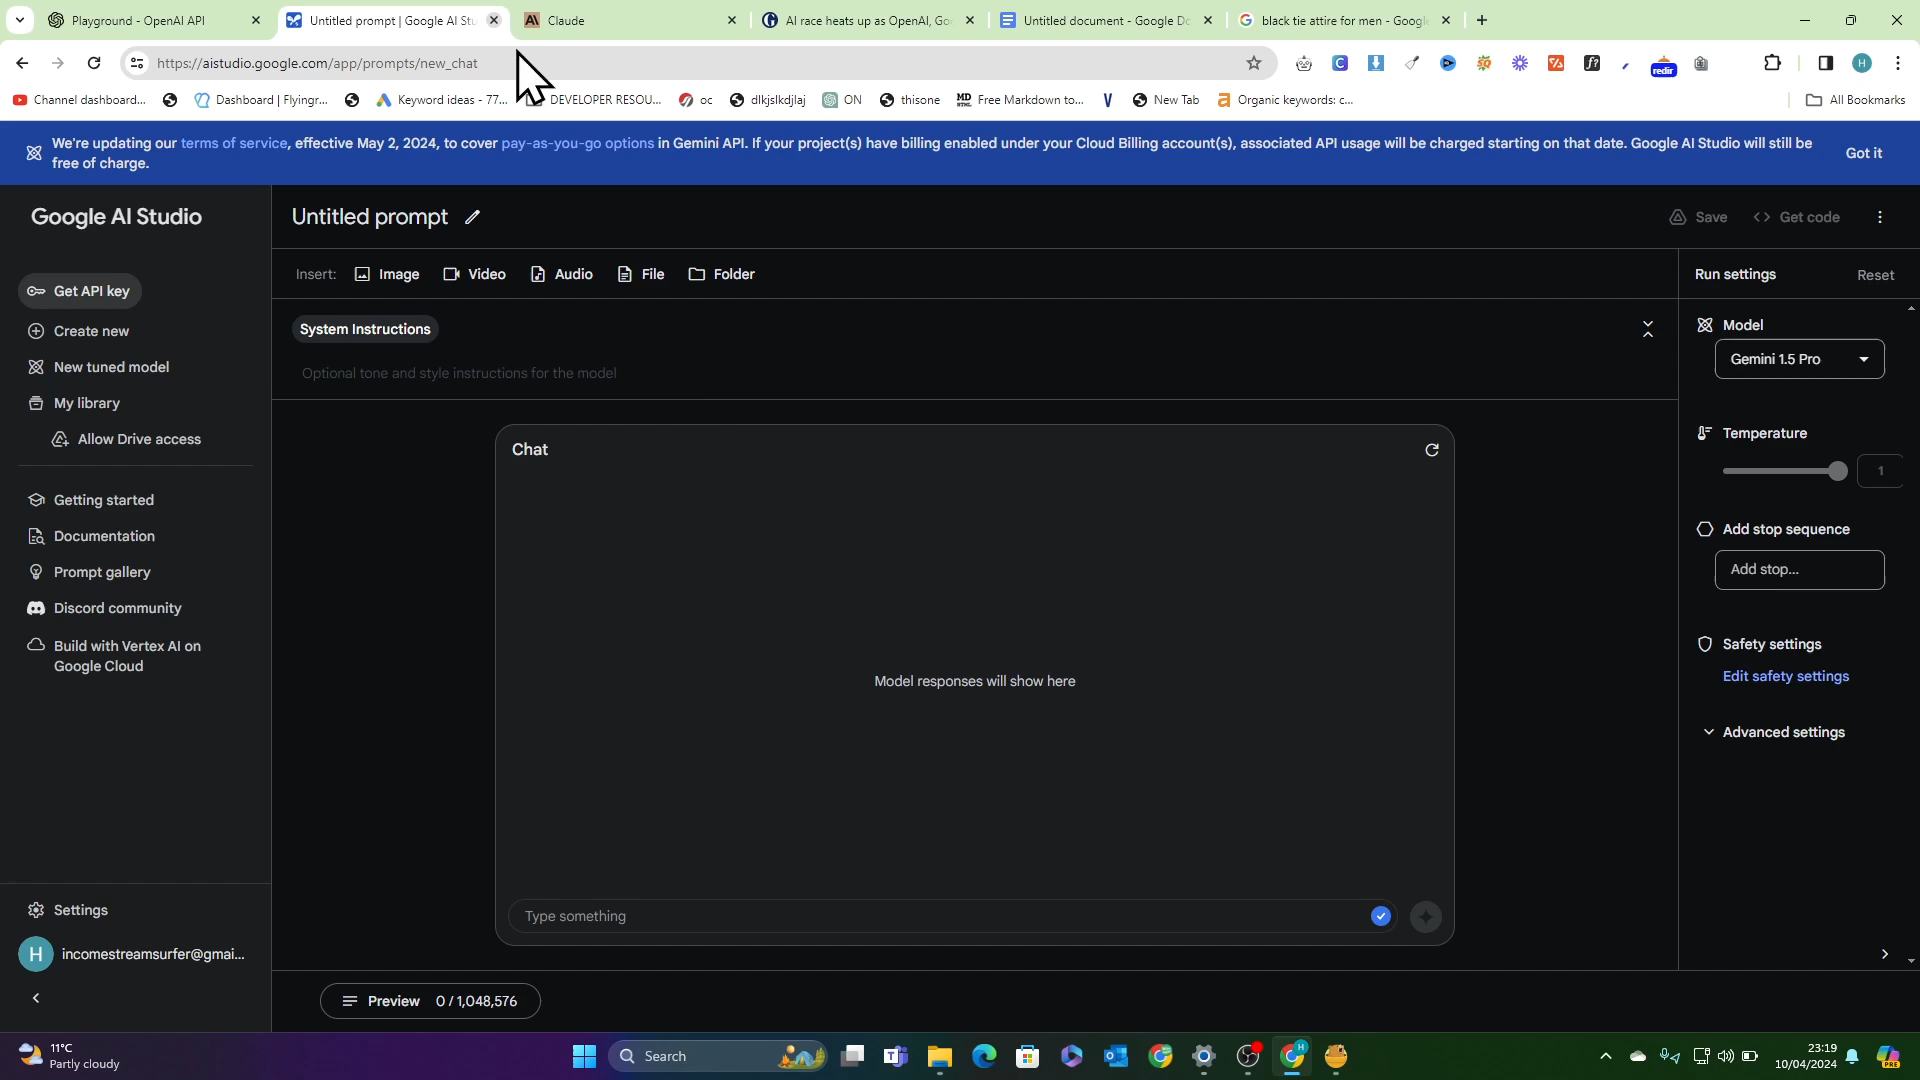 Playground - OpenAI API
Untitled prompt | Google AI Stu
Claude
AI race heats up as OpenAI, Goo
Untitled document - Google Do
black tie attire for men - Google
https://aistudio.google.com/app/prompts/new_chat
redir
Channel dashboard...
Dashboard | Flyingr...
Keyword ideas - 77...
DEVELOPER RESOU...
oc
dlkjslkdjlaj
ON
thisone
Free Markdown to...
New Tab
Organic keywords: c...
All Bookmarks
We're updating our terms of service, effective May 2, 2024, to cover pay-as-you-go options in Gemini API. If your project(s) have billing enabled under your Cloud Billing account(s), associated API usage will be charged starting on that date. Google AI Studio will still be
free of charge.
Got it
Google AI Studio
Untitled prompt
Save
Get code
Insert:
Image
Video
Audio
File
Folder
Run settings
Reset
Get API key
Create new
New tuned model
My library
Allow Drive access
Getting started
Documentation
Prompt gallery
Discord community
Build with Vertex AI on
Google Cloud
Settings
H
incomestreamsurfer@gmai...
System Instructions
Optional tone and style instructions for the model
Chat
Model responses will show here
Type something
Preview 0 / 1,048,576
Model
Gemini 1.5 Pro
Temperature
1
Add stop sequence
Add stop...
Safety settings
Edit safety settings
Advanced settings
11°C
Partly cloudy
Search
23:19
10/04/2024